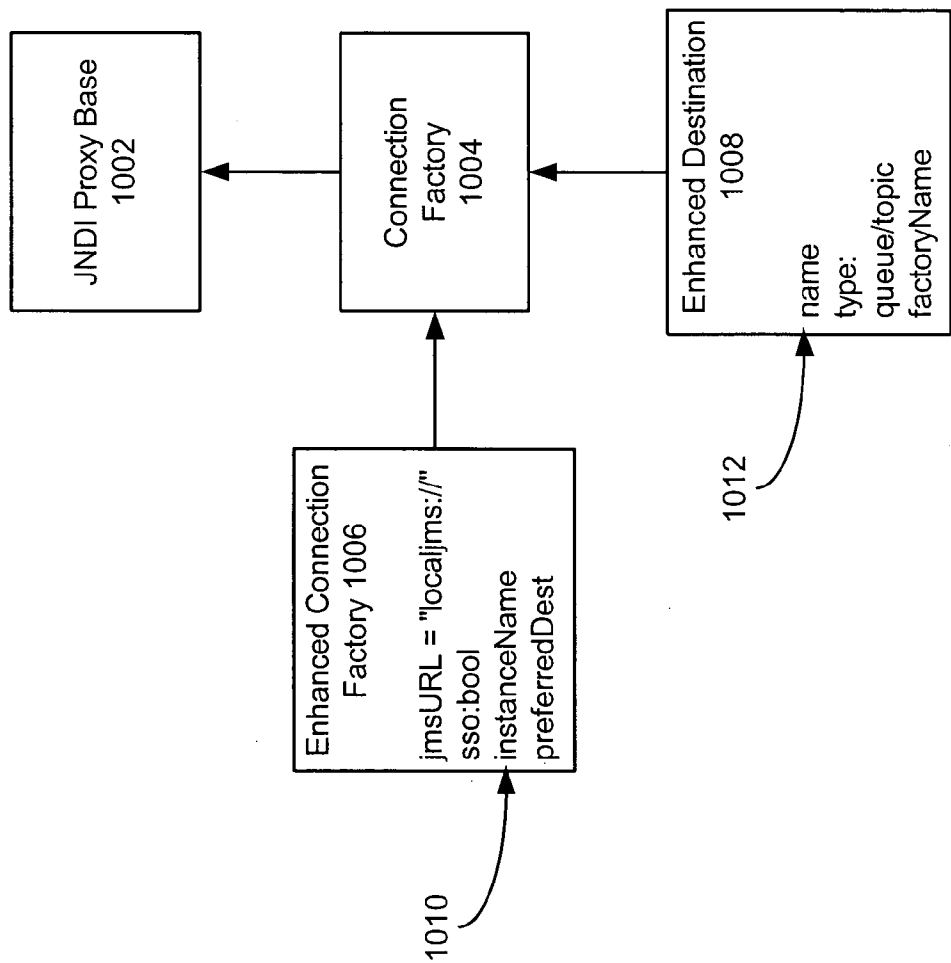 JNDI Proxy Base
1002
Connection
Factory
1004
Enhanced Connection
Factory 1006
jmsURL = "localjms://"
sso:bool
instanceName
preferredDest
1010
Enhanced Destination
1008
name
type:
queue/topic
factoryName
1012